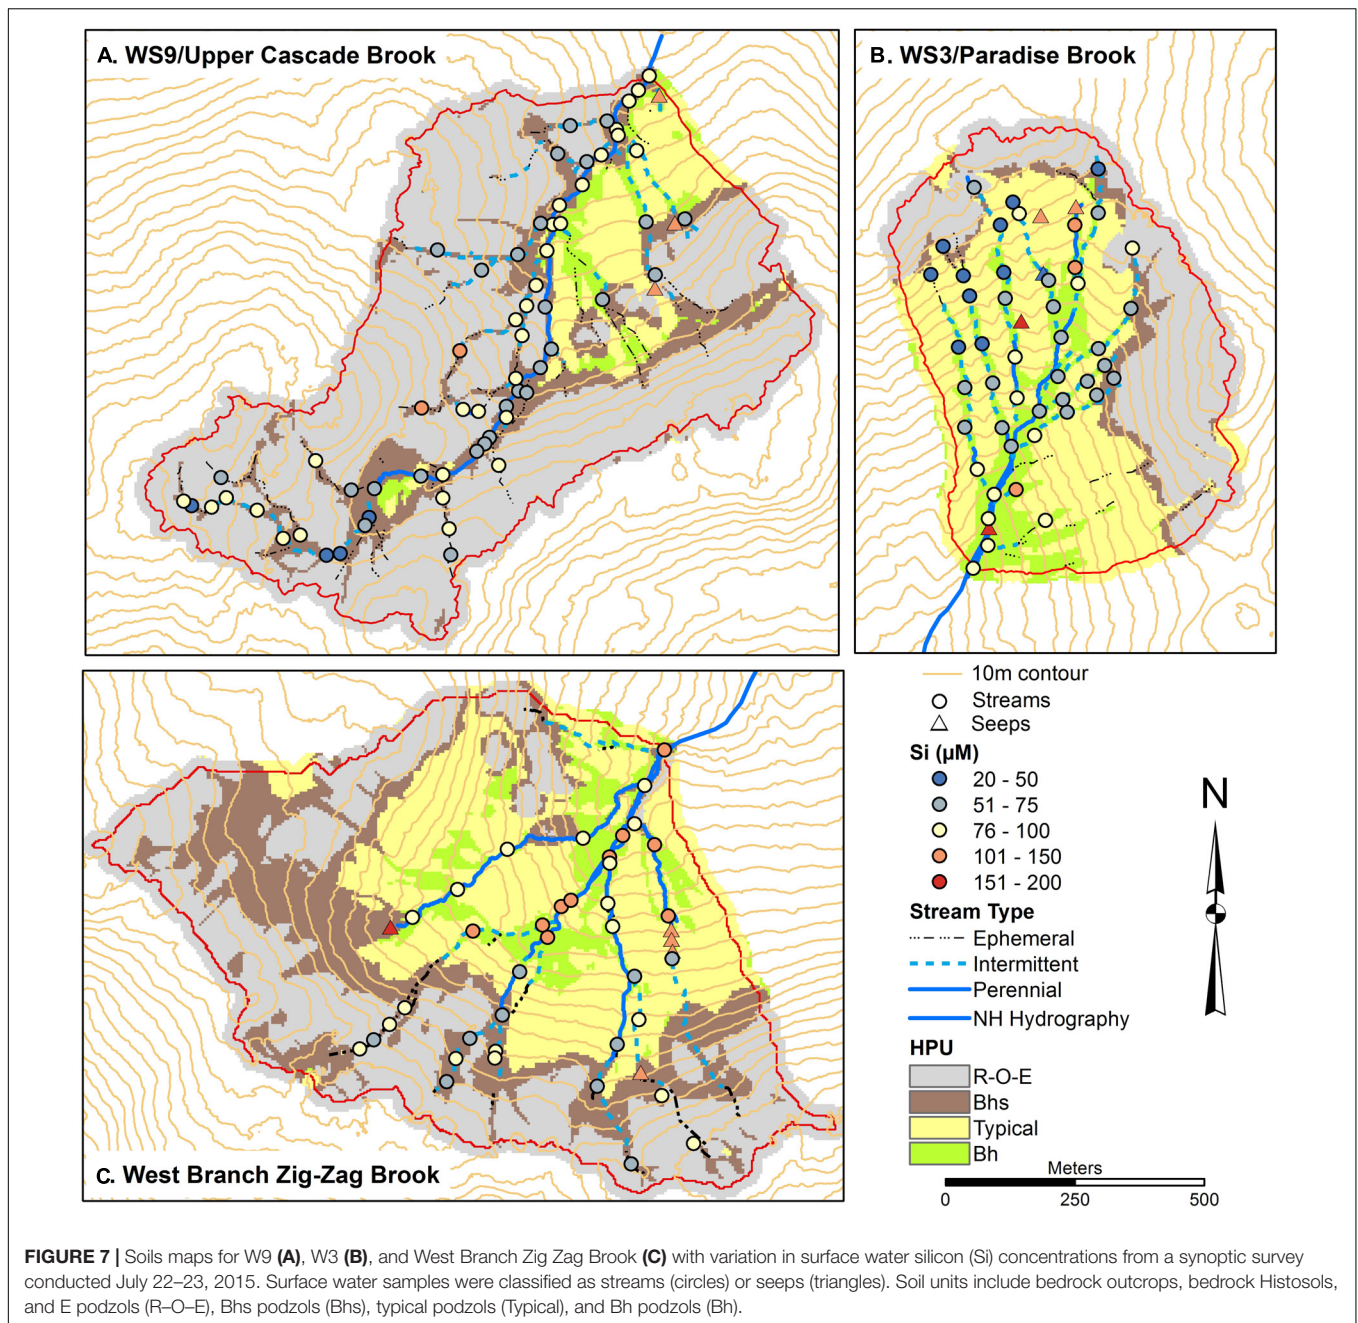 A. WS9/Upper Cascade Brook
B. WS3/Paradise Brook
C. West Branch Zig-Zag Brook
10m contour
Streams
Seeps
Si (µM)
20 - 50
51 - 75
76 - 100
101 - 150
151 - 200
Stream Type
Ephemeral
Intermittent
Perennial
NH Hydrography
HPU
R-O-E
Bhs
Typical
Bh
N
Meters
0 250 500
FIGURE 7 | Soils maps for W9 (A), W3 (B), and West Branch Zig Zag Brook (C) with variation in surface water silicon (Si) concentrations from a synoptic survey
conducted July 22–23, 2015. Surface water samples were classified as streams (circles) or seeps (triangles). Soil units include bedrock outcrops, bedrock Histosols,
and E podzols (R–O–E), Bhs podzols (Bhs), typical podzols (Typical), and Bh podzols (Bh).